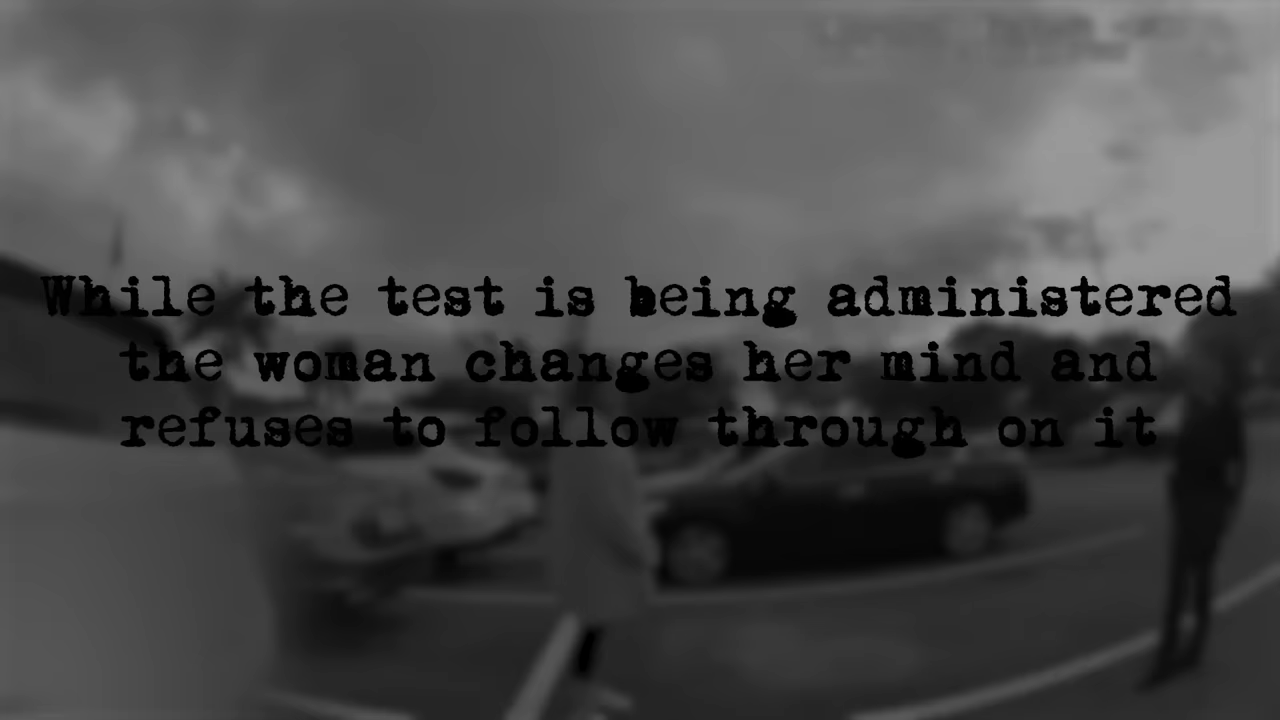 While the test is being administered
the woman changes her mind and
refuses to follow through on it